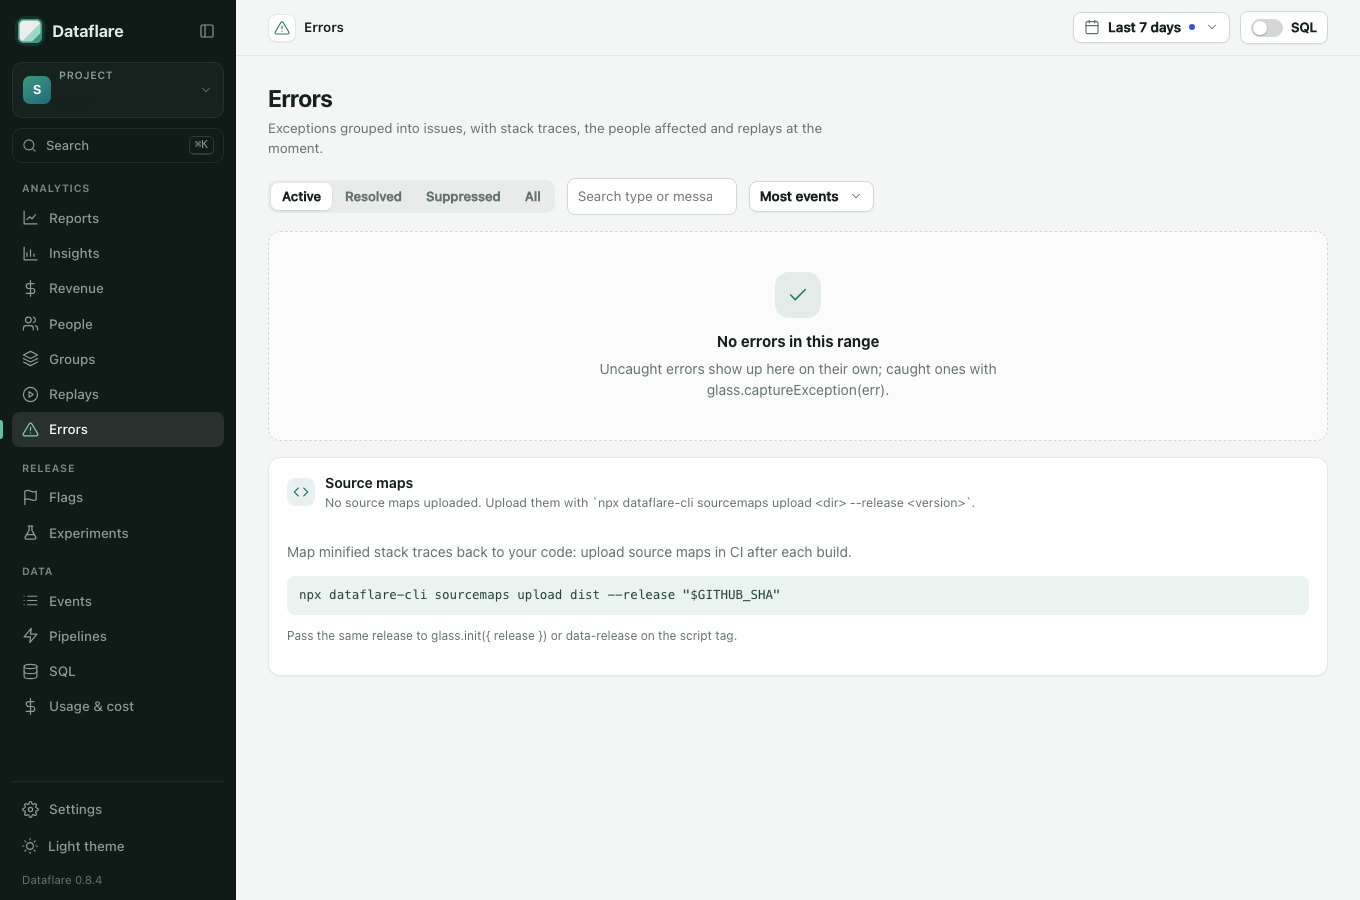 Dataflare
PROJECT
S
Search
⌘K
ANALYTICS
Reports
Insights
Revenue
People
Groups
Replays
Errors
RELEASE
Flags
Experiments
DATA
Events
Pipelines
SQL
Usage & cost
Settings
Light theme
Dataflare 0.8.4
Errors
Last 7 days
SQL
Errors
Exceptions grouped into issues, with stack traces, the people affected and replays at the
moment.
Active
Resolved
Suppressed
All
Search type or messa
Most events
No errors in this range
Uncaught errors show up here on their own; caught ones with
glass.captureException(err).
Source maps
No source maps uploaded. Upload them with `npx dataflare-cli sourcemaps upload <dir> --release <version>`.
Map minified stack traces back to your code: upload source maps in CI after each build.
npx dataflare-cli sourcemaps upload dist --release "$GITHUB_SHA"
Pass the same release to glass.init({ release }) or data-release on the script tag.